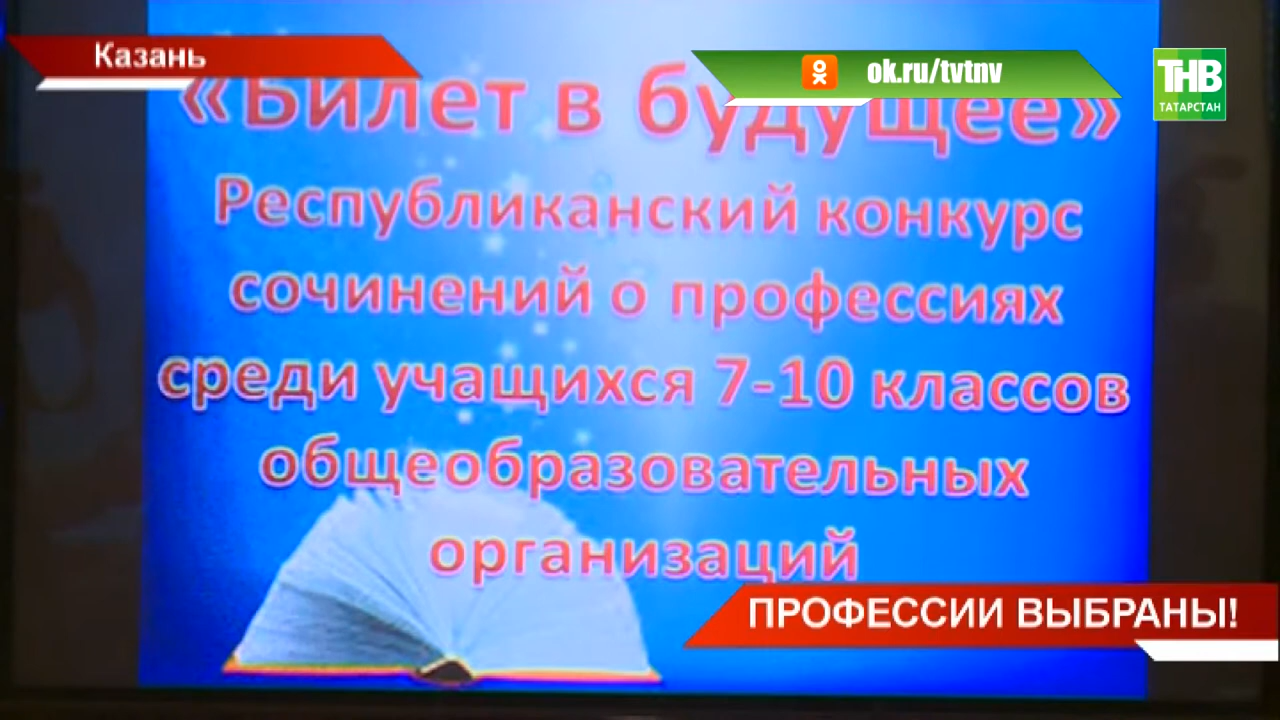 Казань
ok.ru/tvtnv
ТНВ
ТАТАРСТАН
«Билет в будущее»
Республиканский конкурс
сочинений о профессиях
среди учащихся 7-10 классов
общеобразовательных
организаций
ПРОФЕССИИ ВЫБРАНЫ!